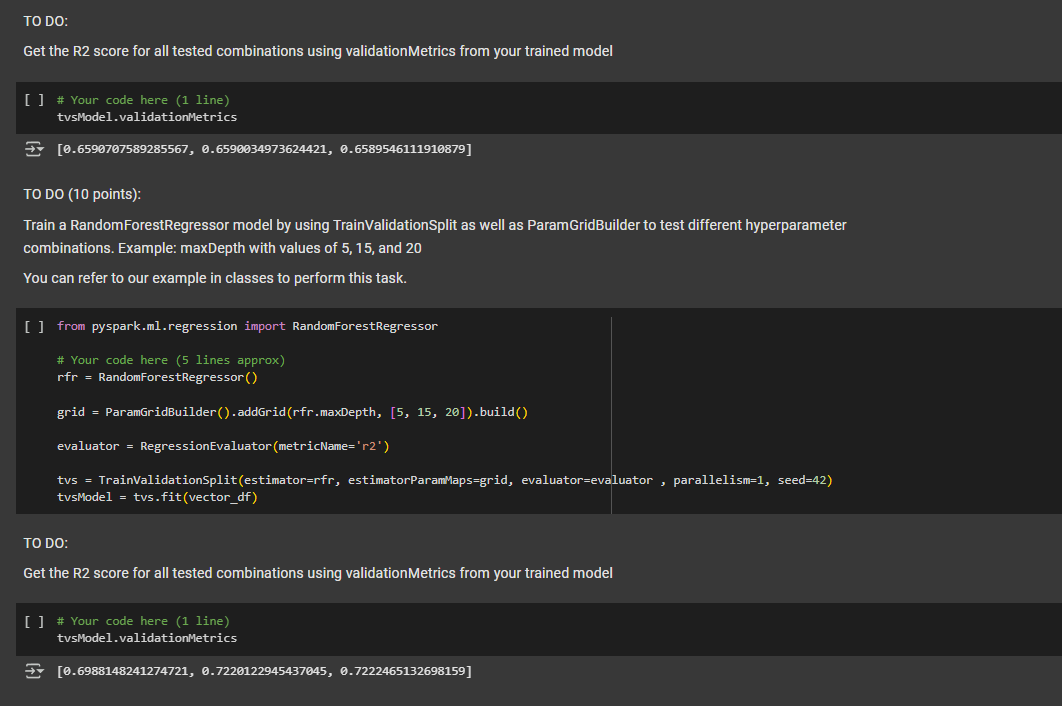 TO DO:
Get the R2 score for all tested combinations using validationMetrics from your trained model
[ ] # Your code here (1 line)
tvsModel.validationMetrics
[0.6590707589285567, 0.6590034973624421, 0.6589546111910879]
TO DO (10 points):
Train a RandomForestRegressor model by using TrainValidationSplit as well as ParamGridBuilder to test different hyperparameter
combinations. Example: maxDepth with values of 5, 15, and 20
You can refer to our example in classes to perform this task.
[ ] from pyspark.ml.regression import RandomForestRegressor
# Your code here (5 lines approx)
rfr = RandomForestRegressor()
grid = ParamGridBuilder().addGrid(rfr.maxDepth, [5, 15, 20]).build()
evaluator = RegressionEvaluator(metricName='r2')
tvs = TrainValidationSplit(estimator=rfr, estimatorParamMaps=grid, evaluator=evaluator , parallelism=1, seed=42)
tvsModel = tvs.fit(vector_df)
TO DO:
Get the R2 score for all tested combinations using validationMetrics from your trained model
[ ] # Your code here (1 line)
tvsModel.validationMetrics
[0.6988148241274721, 0.7220122945437045, 0.7222465132698159]